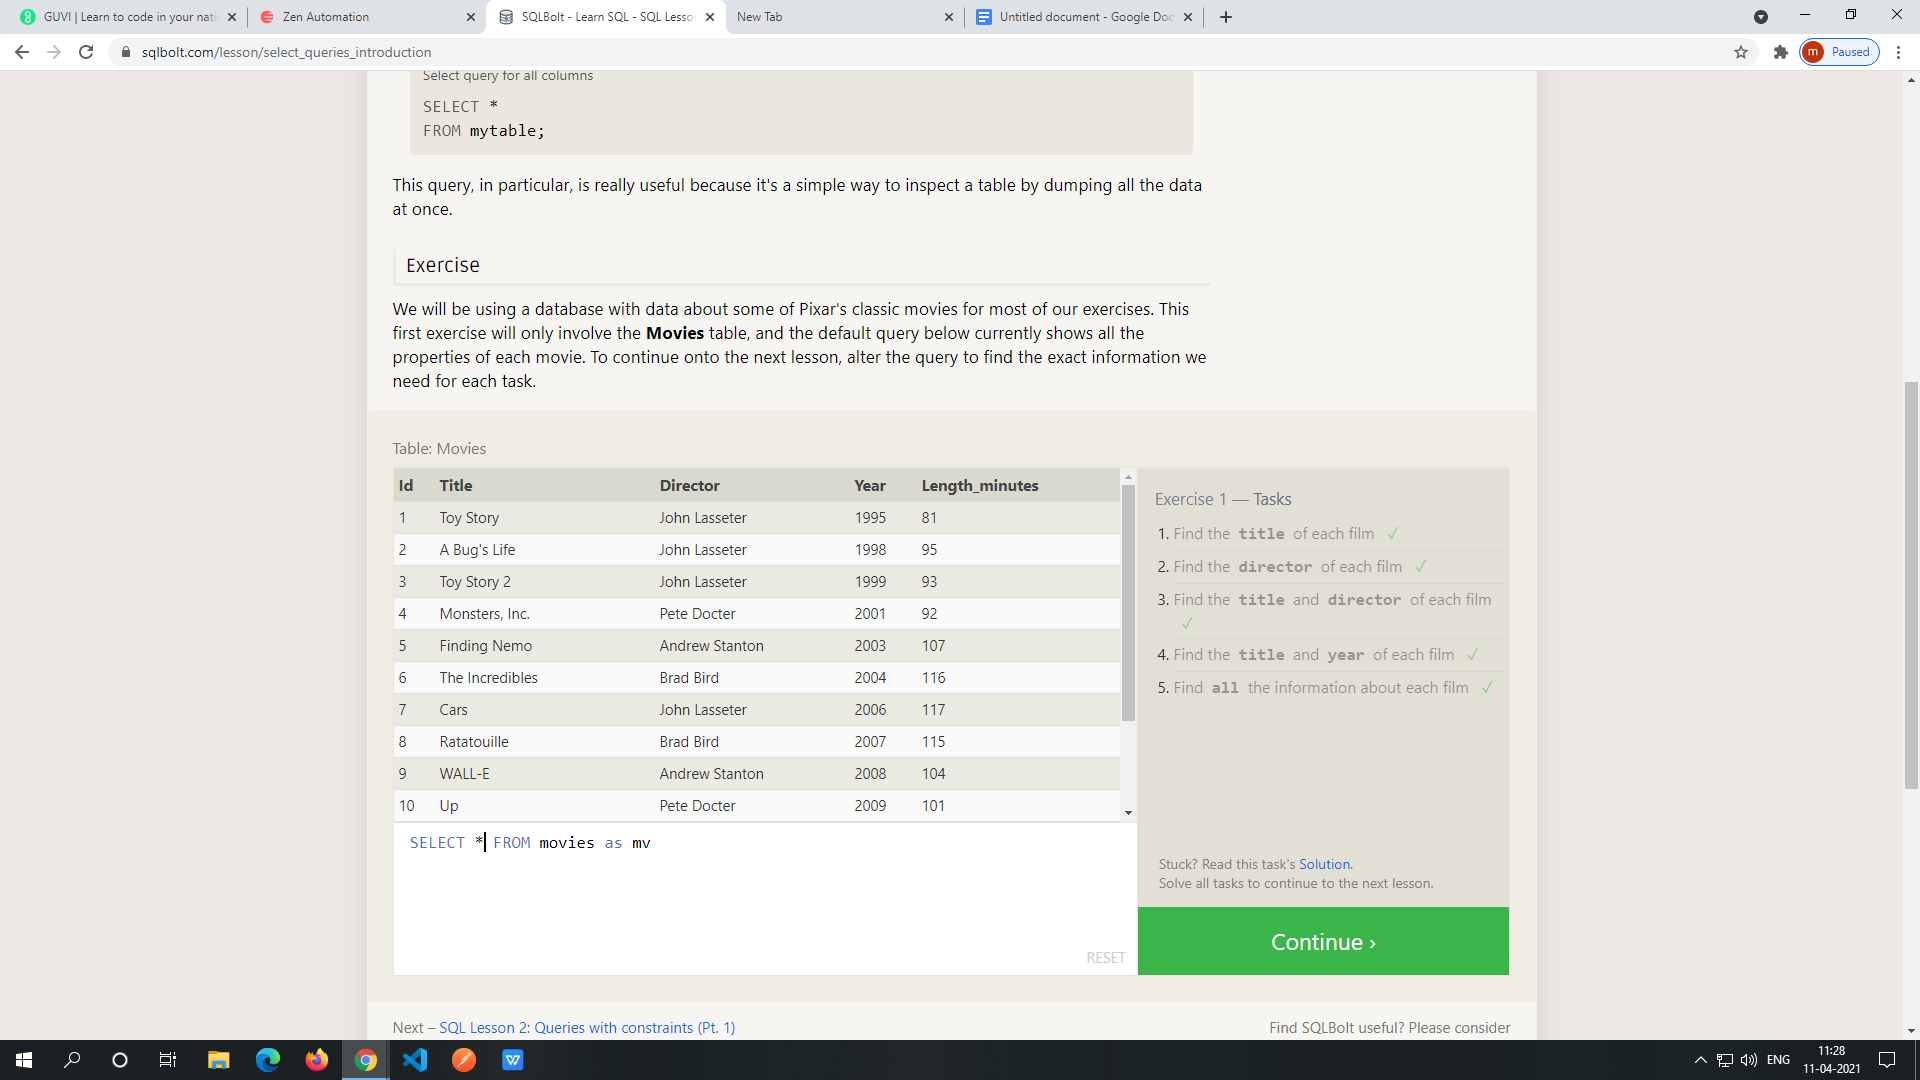 GUVI | Learn to code in your nati
Zen Automation
SQLBolt - Learn SQL - SQL Lesso
New Tab
Untitled document - Google Doc
sqlbolt.com/lesson/select_queries_introduction
m Paused
Select query for all columns
SELECT *
FROM mytable;
This query, in particular, is really useful because it's a simple way to inspect a table by dumping all the data
at once.
Exercise
We will be using a database with data about some of Pixar's classic movies for most of our exercises. This
first exercise will only involve the Movies table, and the default query below currently shows all the
properties of each movie. To continue onto the next lesson, alter the query to find the exact information we
need for each task.
Table: Movies
Id Title Director Year Length_minutes
1 Toy Story John Lasseter 1995 81
2 A Bug's Life John Lasseter 1998 95
3 Toy Story 2 John Lasseter 1999 93
4 Monsters, Inc. Pete Docter 2001 92
5 Finding Nemo Andrew Stanton 2003 107
6 The Incredibles Brad Bird 2004 116
7 Cars John Lasseter 2006 117
8 Ratatouille Brad Bird 2007 115
9 WALL-E Andrew Stanton 2008 104
10 Up Pete Docter 2009 101
SELECT * FROM movies as mv
RESET
Exercise 1 — Tasks
1. Find the title of each film ✓
2. Find the director of each film ✓
3. Find the title and director of each film
✓
4. Find the title and year of each film ✓
5. Find all the information about each film ✓
Stuck? Read this task's Solution.
Solve all tasks to continue to the next lesson.
Continue ›
Next – SQL Lesson 2: Queries with constraints (Pt. 1)
Find SQLBolt useful? Please consider
ENG
11:28
11-04-2021